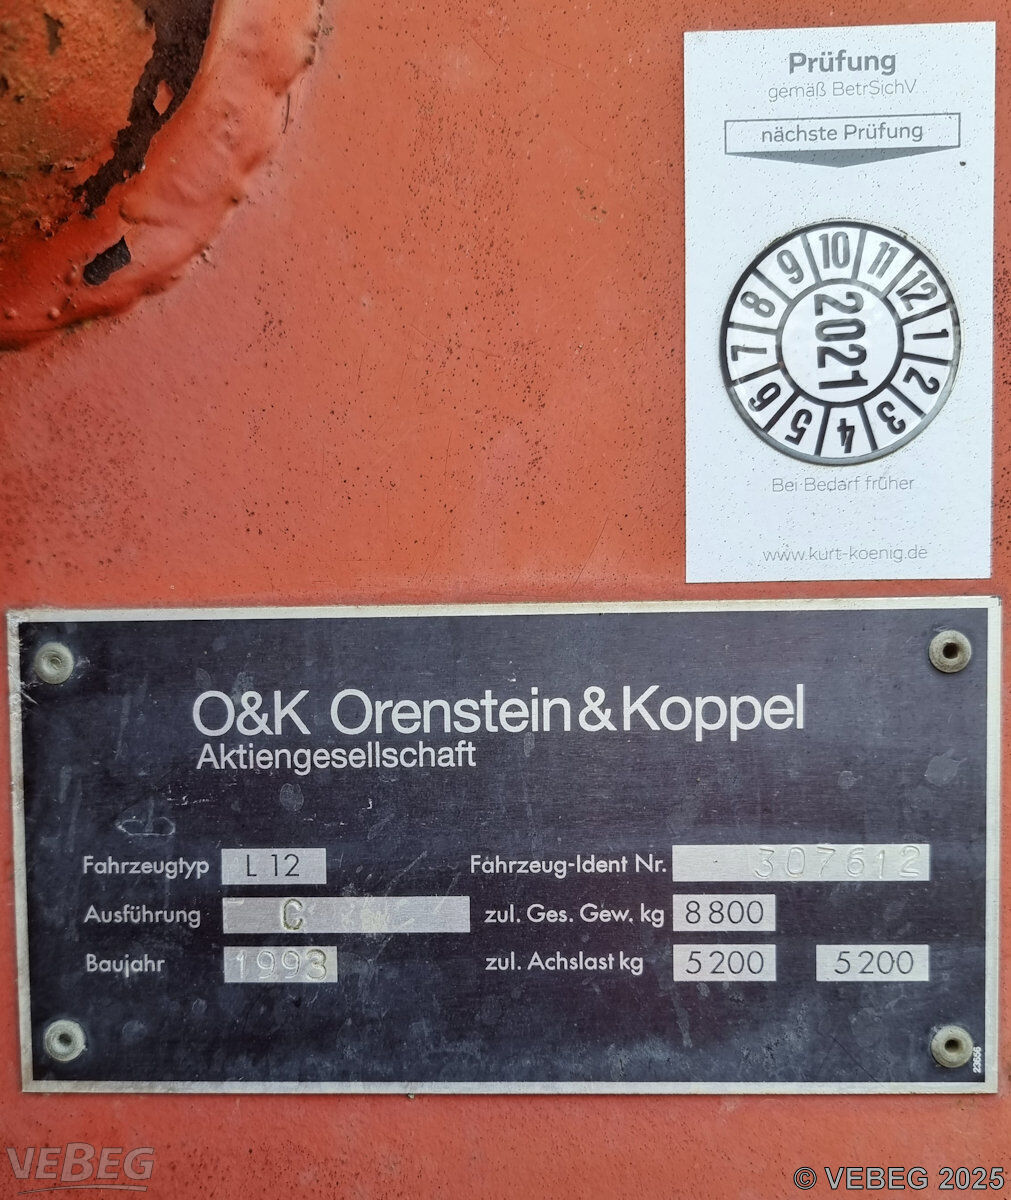 Prüfung
gemäß BetrSichV
nächste Prüfung
1 2 3 4 5 6 7 8 9 10 11 12
2021
Bei Bedarf früher
www.kurt-koenig.de
O&K Orenstein&Koppel
Aktiengesellschaft
Fahrzeugtyp L 12 Fahrzeug-Ident Nr. 307612
Ausführung C zul. Ges. Gew. kg 8800
Baujahr 1993 zul. Achslast kg 5200 5200
23656
VEBEG
© VEBEG 2025